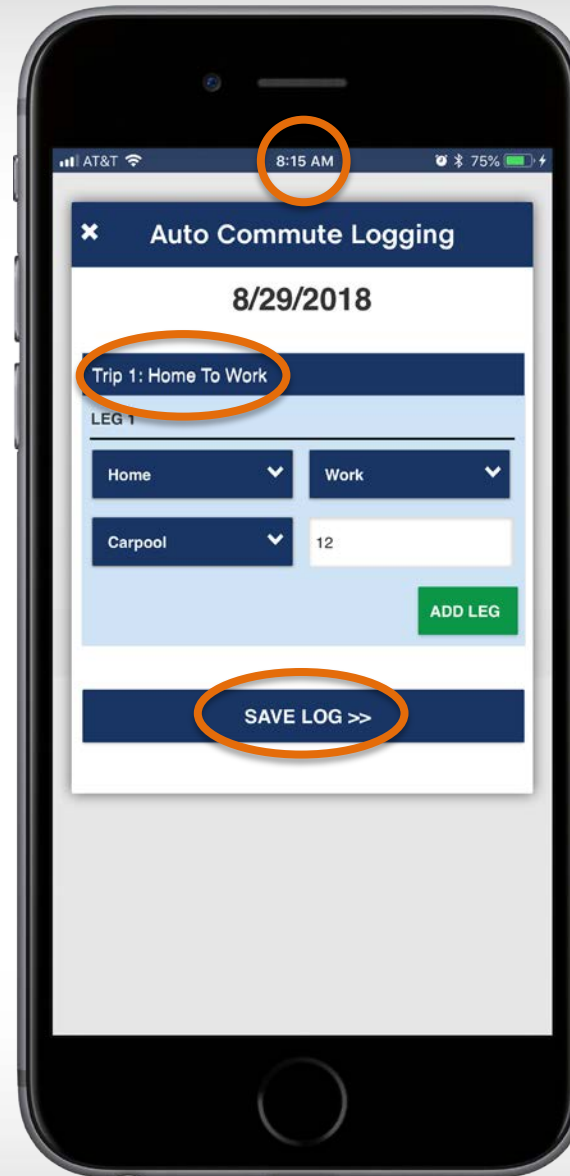 AT&T 8:15 AM 75%
× Auto Commute Logging
8/29/2018
Trip 1: Home To Work
LEG 1
Home Work
Carpool 12
ADD LEG
SAVE LOG >>